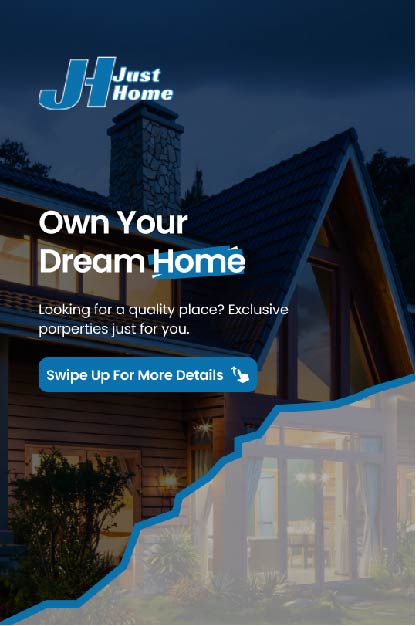 JH Just
Home
Own Your
Dream Home
Looking for a quality place? Exclusive
porperties just for you.
Swipe Up For More Details